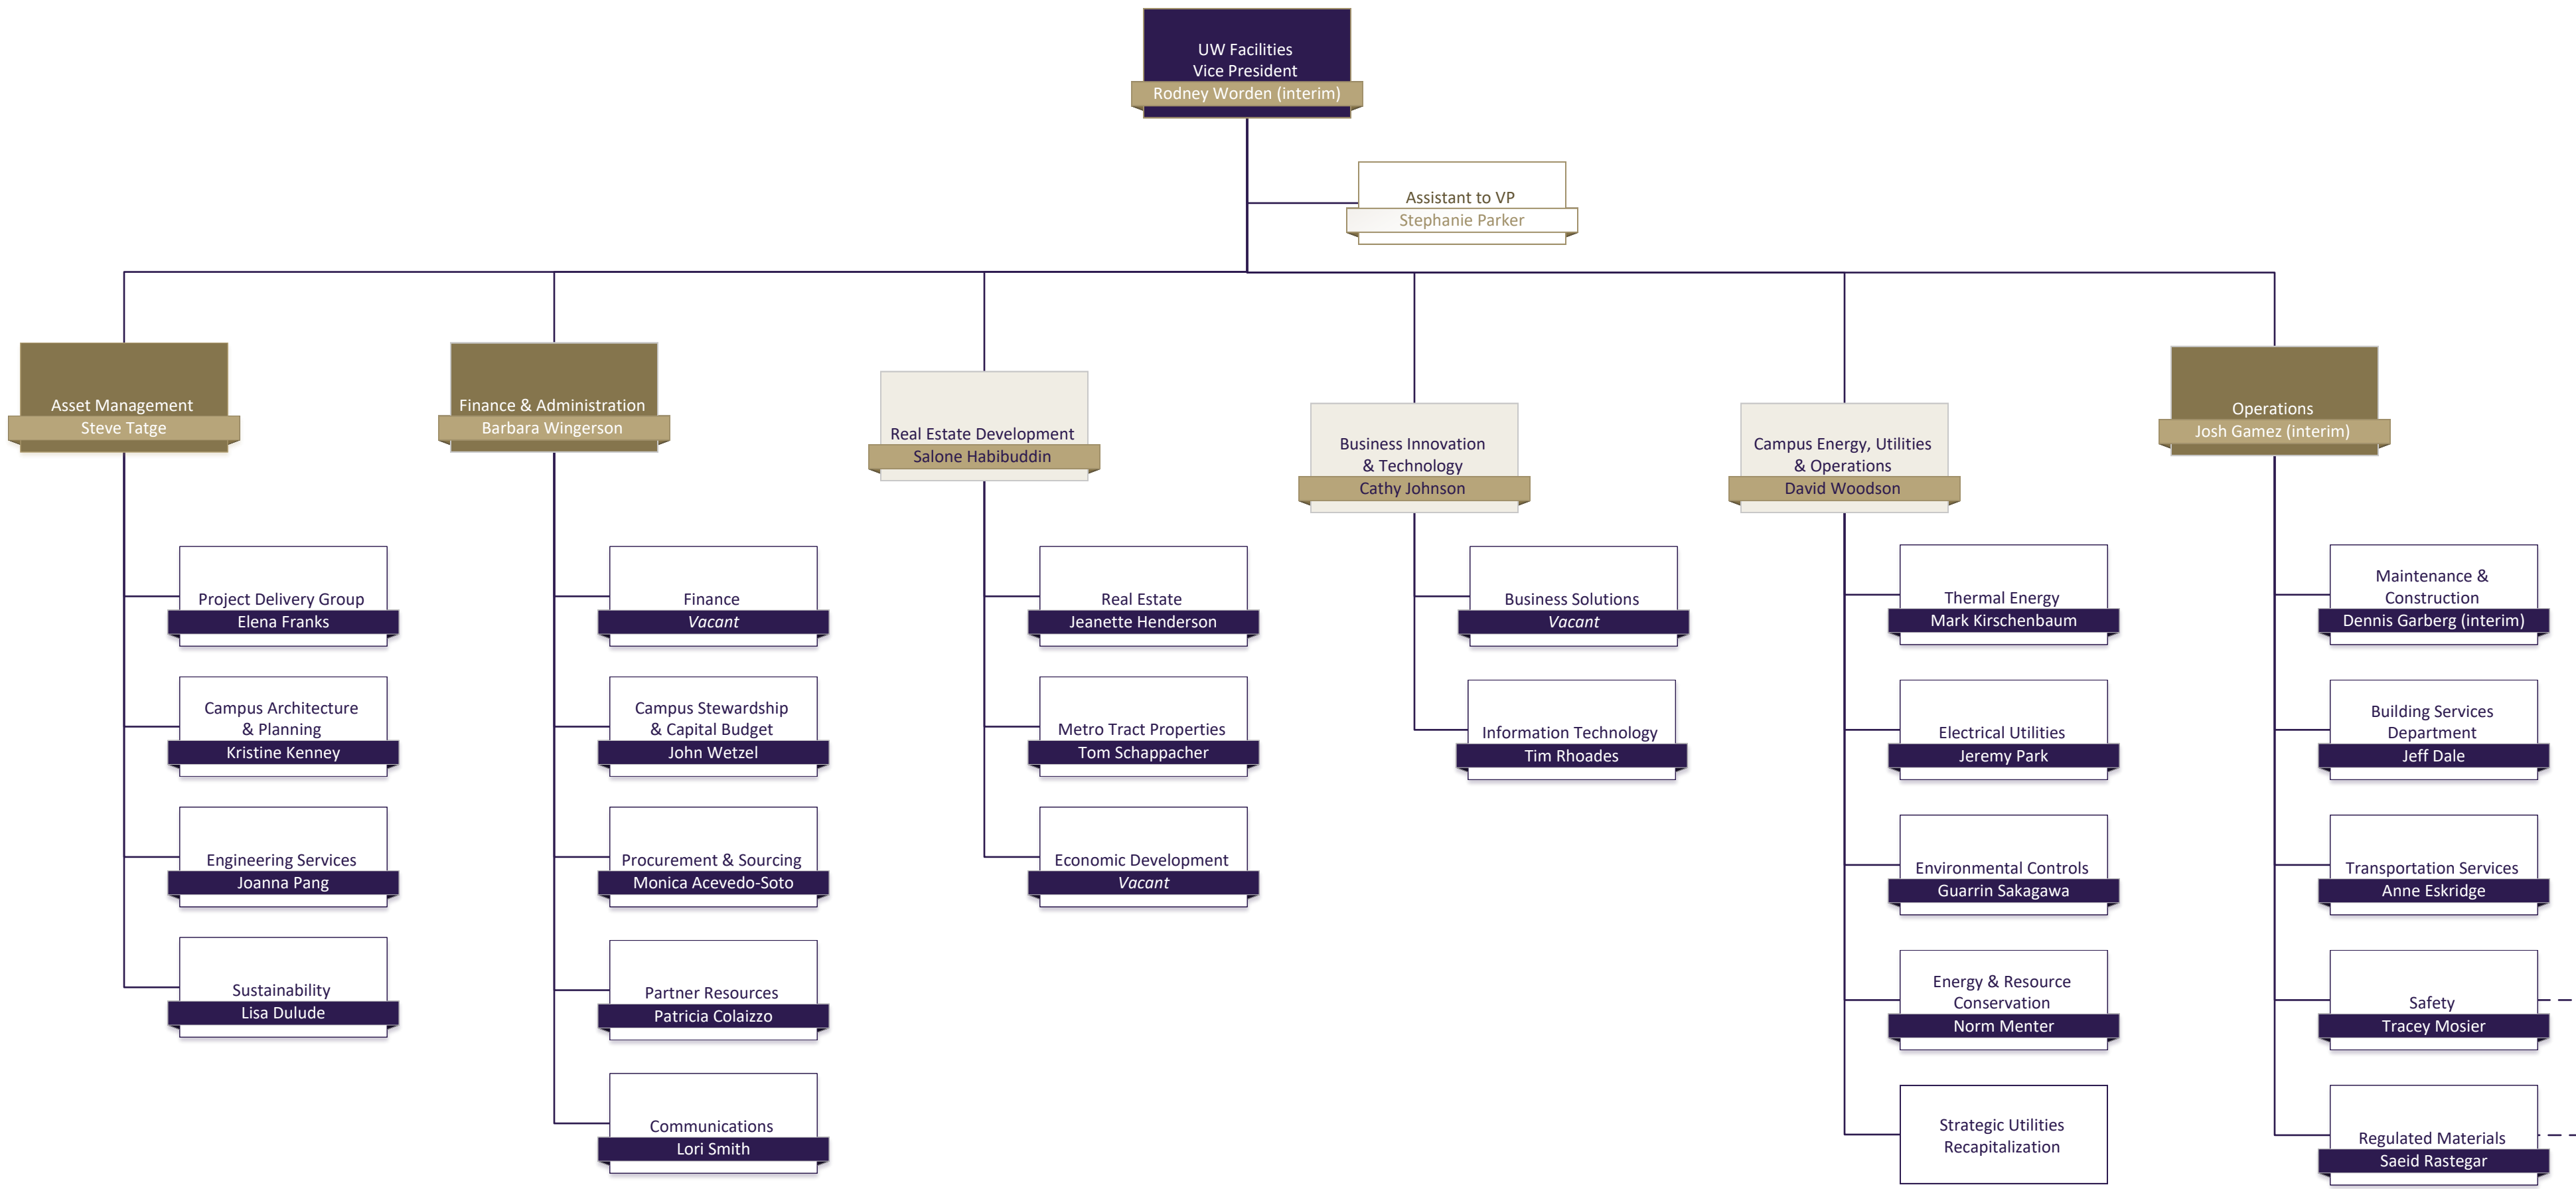 UW Facilities
Vice President
Rodney Worden (interim)
Assistant to VP
Stephanie Parker
Asset Management
Steve Tatge
Project Delivery Group
Elena Franks
Campus Architecture
& Planning
Kristine Kenney
Engineering Services
Joanna Pang
Sustainability
Lisa Dulude
Finance & Administration
Barbara Wingerson
Finance
Vacant
Campus Stewardship
& Capital Budget
John Wetzel
Procurement & Sourcing
Monica Acevedo-Soto
Partner Resources
Patricia Colaizzo
Communications
Lori Smith
Real Estate Development
Salone Habibuddin
Real Estate
Jeanette Henderson
Metro Tract Properties
Tom Schappacher
Economic Development
Vacant
Business Innovation
& Technology
Cathy Johnson
Business Solutions
Vacant
Information Technology
Tim Rhoades
Campus Energy, Utilities
& Operations
David Woodson
Thermal Energy
Mark Kirschenbaum
Electrical Utilities
Jeremy Park
Environmental Controls
Guarrin Sakagawa
Energy & Resource
Conservation
Norm Menter
Strategic Utilities
Recapitalization
Operations
Josh Gamez (interim)
Maintenance &
Construction
Dennis Garberg (interim)
Building Services
Department
Jeff Dale
Transportation Services
Anne Eskridge
Safety
Tracey Mosier
Regulated Materials
Saeid Rastegar